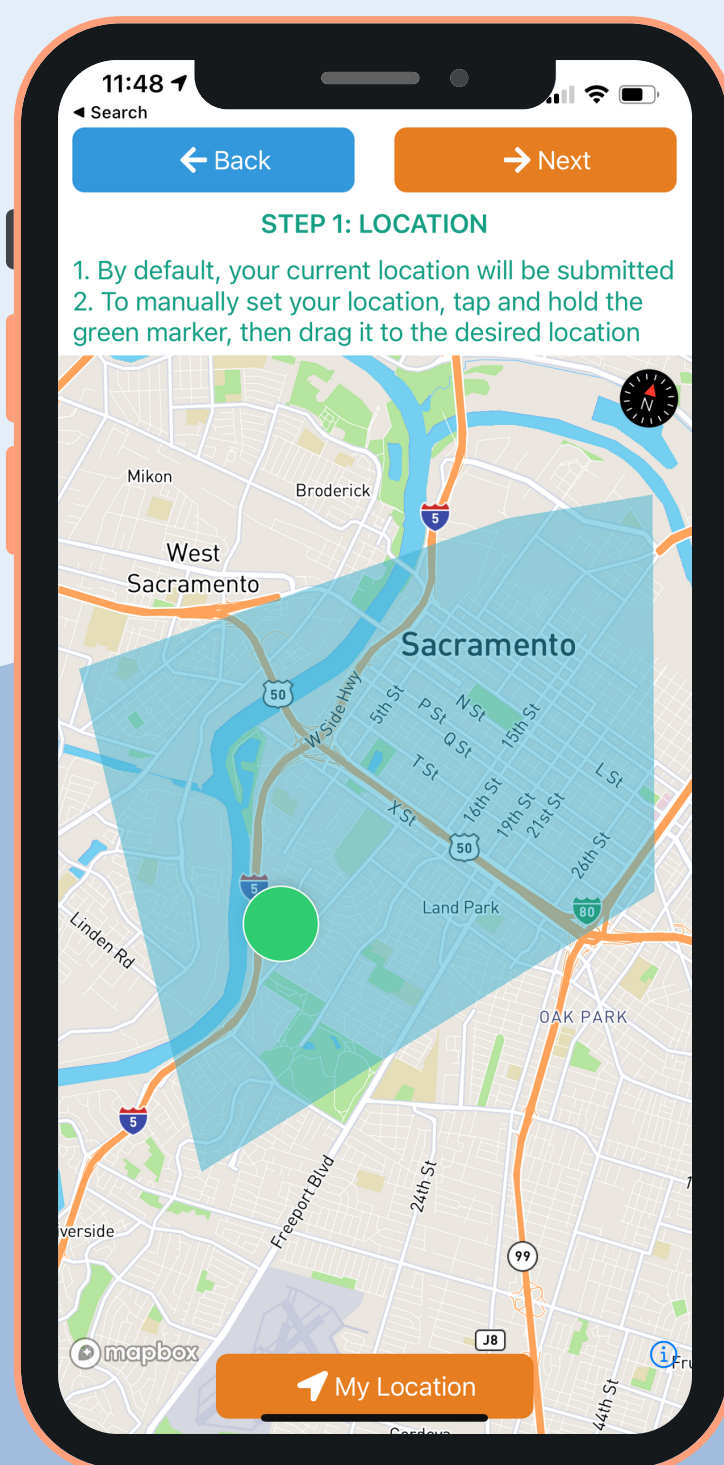 11:48
◀ Search
← Back
→ Next
STEP 1: LOCATION
1. By default, your current location will be submitted
2. To manually set your location, tap and hold the
green marker, then drag it to the desired location
N
Mikon
Broderick
5
West
Sacramento
Sacramento
50
W Side Hwy
5th St
P St
N St
Q St
15th St
T St
L St
X St
16th St
19th St
21st St
50
26th St
5
Land Park
80
Linden Rd
OAK PARK
5
24th St
Freeport Blvd
verside
99
J8
mapbox
i
Fru
My Location
44th St